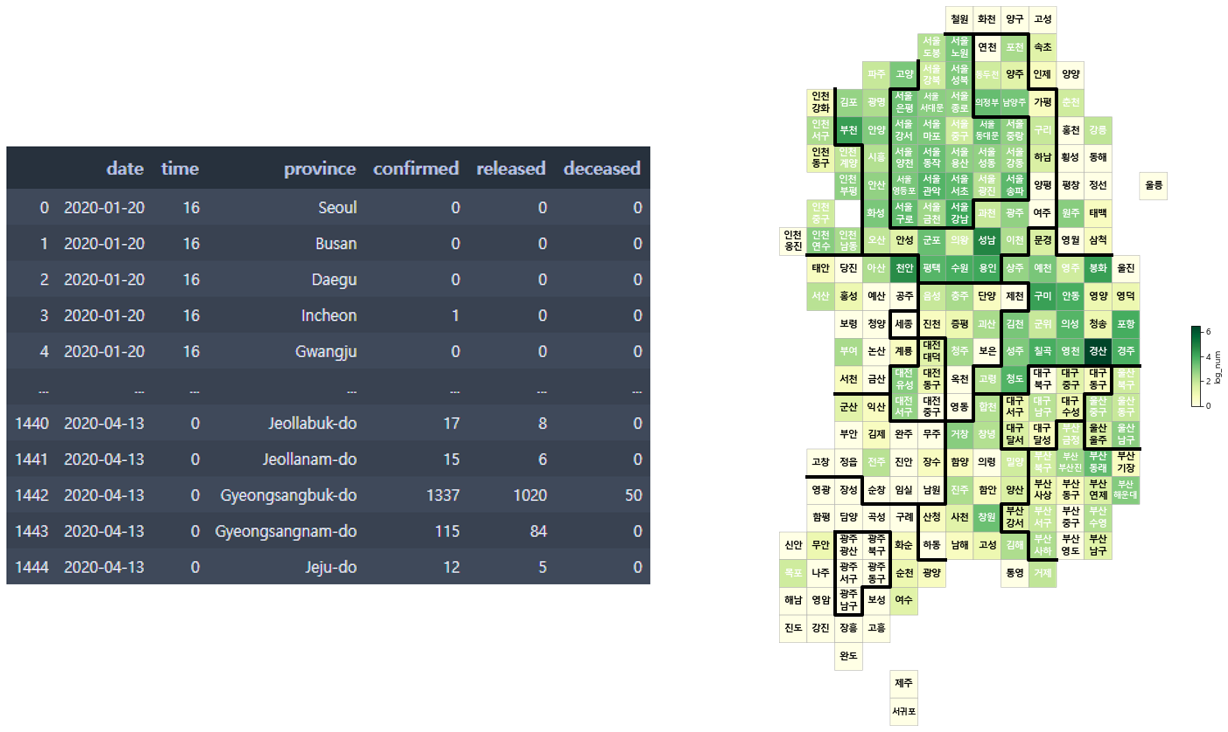 date time province confirmed released deceased
0 2020-01-20 16 Seoul 0 0 0
1 2020-01-20 16 Busan 0 0 0
2 2020-01-20 16 Daegu 0 0 0
3 2020-01-20 16 Incheon 1 0 0
4 2020-01-20 16 Gwangju 0 0 0
... ... ... ... ... ... ...
1440 2020-04-13 0 Jeollabuk-do 17 8 0
1441 2020-04-13 0 Jeollanam-do 15 6 0
1442 2020-04-13 0 Gyeongsangbuk-do 1337 1020 50
1443 2020-04-13 0 Gyeongsangnam-do 115 84 0
1444 2020-04-13 0 Jeju-do 12 5 0
철원 화천 양구 고성
서울 서울
도봉 노원 연천 포천 속초
파주 고양 서울 서울 동두천 양주 인제 양양
강북 성북
인천 김포 광명 서울 서울 서울 의정부 남양주 가평 춘천
강화 은평 서대문 종로
인천 부천 안양 서울 서울 서울 서울 서울 구리 홍천 강릉
서구 강서 마포 중구 동대문 중랑
인천 인천 시흥 서울 서울 서울 서울 서울 하남 횡성 동해
동구 계양 양천 동작 용산 성동 강동
인천 안산 서울 서울 서울 서울 서울 양평 평창 정선 울릉
부평 영등포 관악 서초 광진 송파
인천 화성 서울 서울 서울 과천 광주 여주 원주 태백
중구 구로 금천 강남
인천 인천 인천 오산 안성 군포 의왕 성남 이천 문경 영월 삼척
옹진 연수 남동
태안 당진 아산 천안 평택 수원 용인 상주 예천 영주 봉화 울진
서산 홍성 예산 공주 음성 충주 단양 제천 구미 안동 영양 영덕
보령 청양 세종 진천 증평 괴산 김천 군위 의성 청송 포항
부여 논산 계룡 대전 청주 보은 성주 칠곡 영천 경산 경주
대덕
서천 금산 대전 대전 옥천 고령 청도 대구 대구 대구 울산
유성 동구 북구 중구 동구 북구
군산 익산 대전 대전 영동 합천 대구 대구 대구 울산 울산
서구 중구 서구 남구 수성 중구 동구
부안 김제 완주 무주 거창 창녕 대구 대구 부산 울산 울산
달서 달성 금정 울주 남구
고창 정읍 전주 진안 장수 함양 의령 밀양 부산 부산 부산 부산
북구 부산진 동래 기장
영광 장성 순창 임실 남원 진주 함안 양산 부산 부산 부산 부산
사상 동구 연제 해운대
함평 담양 곡성 구례 산청 사천 창원 부산 부산 부산 부산
강서 서구 중구 수영
신안 무안 광주 광주 화순 하동 남해 고성 김해 부산 부산 부산
광산 북구 사하 영도 남구
목포 나주 광주 광주 순천 광양 통영 거제
서구 동구
해남 영암 광주 보성 여수
남구
진도 강진 장흥 고흥
완도
제주
서귀포
6
4
2
0
log_num